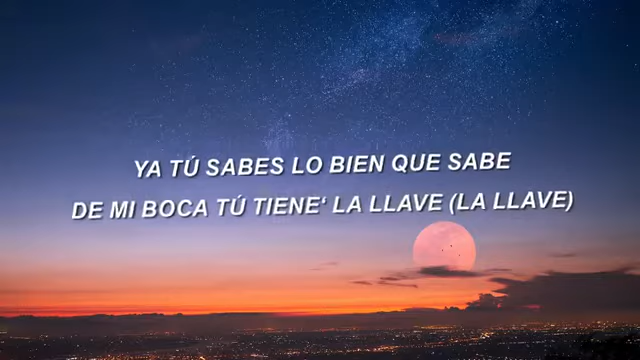 YA TÚ SABES LO BIEN QUE SABE
DE MI BOCA TÚ TIENE‘ LA LLAVE (LA LLAVE)